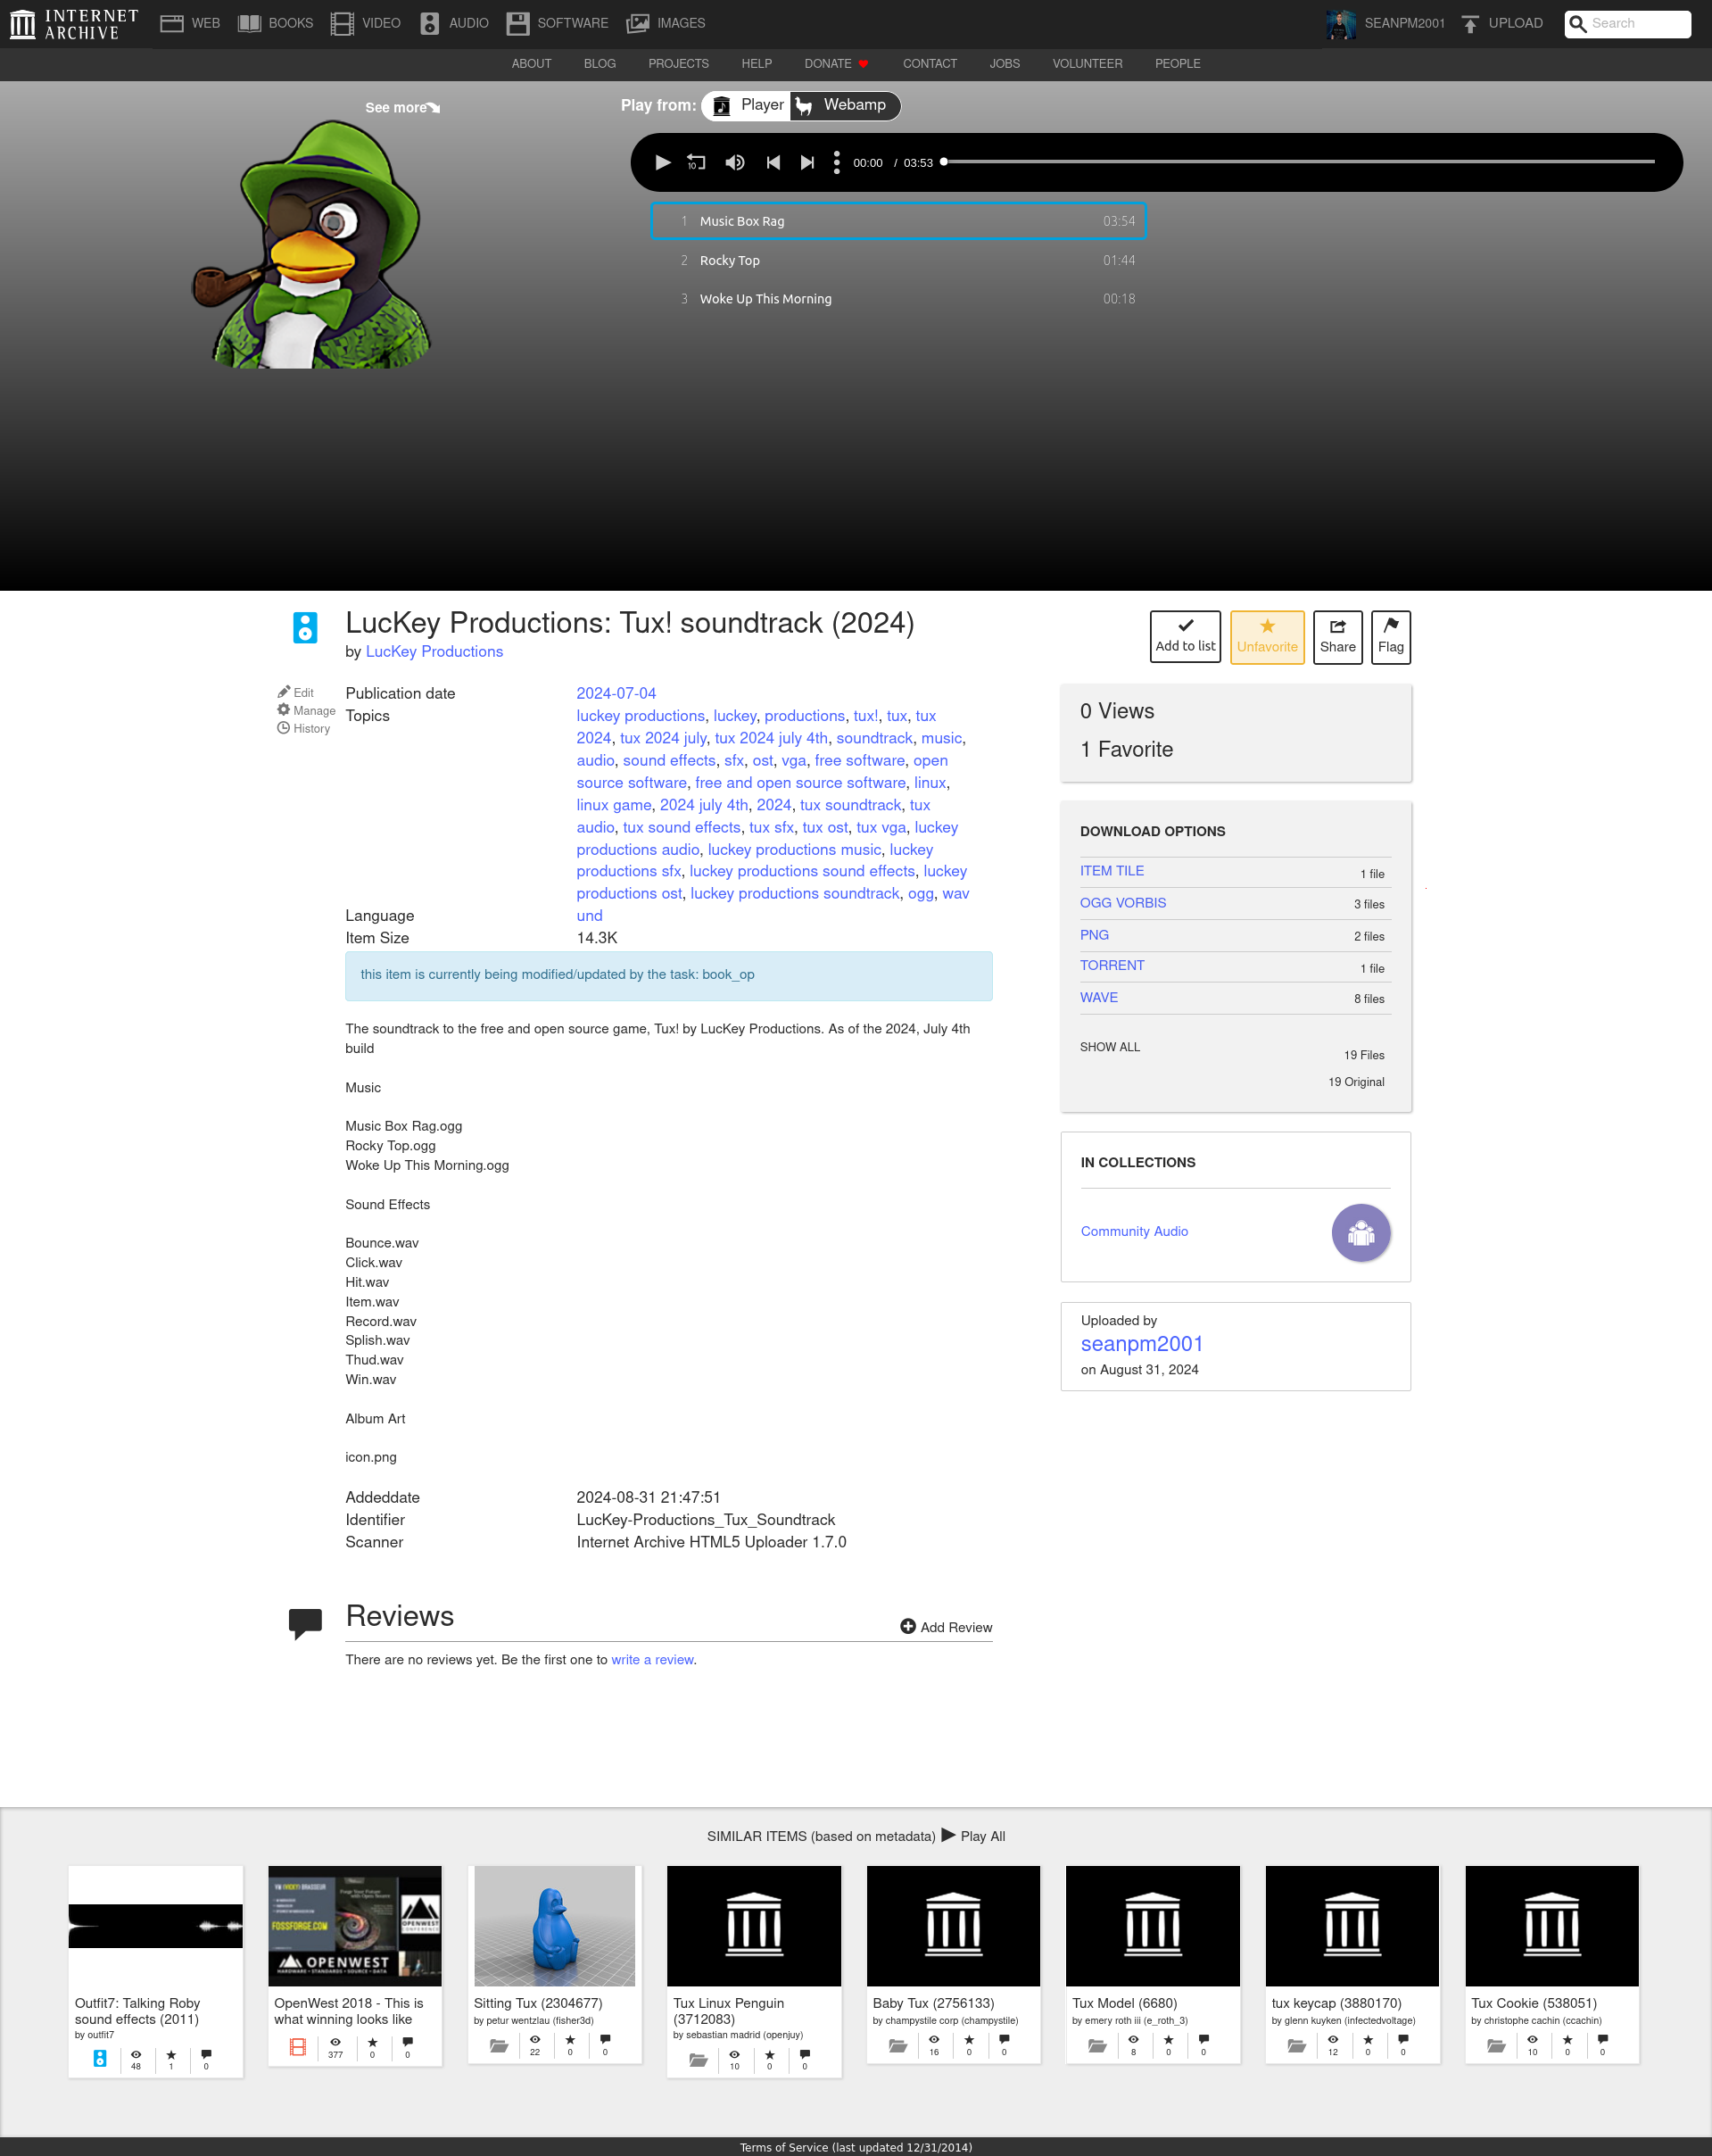 INTERNET
ARCHIVE
WEB BOOKS VIDEO AUDIO SOFTWARE IMAGES
SEANPM2001 UPLOAD Search
ABOUT BLOG PROJECTS HELP DONATE CONTACT JOBS VOLUNTEER PEOPLE
See more
Play from: Player Webamp
10 00:00 / 03:53
1 Music Box Rag 03:54
2 Rocky Top 01:44
3 Woke Up This Morning 00:18
LucKey Productions: Tux! soundtrack (2024)
by LucKey Productions
Add to list Unfavorite Share Flag
Edit
Manage
History
Publication date 2024-07-04
Topics luckey productions, luckey, productions, tux!, tux, tux
2024, tux 2024 july, tux 2024 july 4th, soundtrack, music,
audio, sound effects, sfx, ost, vga, free software, open
source software, free and open source software, linux,
linux game, 2024 july 4th, 2024, tux soundtrack, tux
audio, tux sound effects, tux sfx, tux ost, tux vga, luckey
productions audio, luckey productions music, luckey
productions sfx, luckey productions sound effects, luckey
productions ost, luckey productions soundtrack, ogg, wav
Language und
Item Size 14.3K
this item is currently being modified/updated by the task: book_op
The soundtrack to the free and open source game, Tux! by LucKey Productions. As of the 2024, July 4th
build
Music
Music Box Rag.ogg
Rocky Top.ogg
Woke Up This Morning.ogg
Sound Effects
Bounce.wav
Click.wav
Hit.wav
Item.wav
Record.wav
Splish.wav
Thud.wav
Win.wav
Album Art
icon.png
Addeddate 2024-08-31 21:47:51
Identifier LucKey-Productions_Tux_Soundtrack
Scanner Internet Archive HTML5 Uploader 1.7.0
0 Views
1 Favorite
DOWNLOAD OPTIONS
ITEM TILE 1 file
OGG VORBIS 3 files
PNG 2 files
TORRENT 1 file
WAVE 8 files
SHOW ALL 19 Files
19 Original
IN COLLECTIONS
Community Audio
Uploaded by
seanpm2001
on August 31, 2024
Reviews
Add Review
There are no reviews yet. Be the first one to write a review.
SIMILAR ITEMS (based on metadata) Play All
FOSSFORGE.COM
OPENWEST
CONFERENCE
OPENWEST
HARDWARE · STANDARDS · SOURCE · DATA
Outfit7: Talking Roby
sound effects (2011)
by outfit7
48 1 0
OpenWest 2018 - This is
what winning looks like
377 0 0
Sitting Tux (2304677)
by petur wentzlau (fisher3d)
22 0 0
Tux Linux Penguin
(3712083)
by sebastian madrid (openjuy)
10 0 0
Baby Tux (2756133)
by champystile corp (champystile)
16 0 0
Tux Model (6680)
by emery roth iii (e_roth_3)
8 0 0
tux keycap (3880170)
by glenn kuyken (infectedvoltage)
12 0 0
Tux Cookie (538051)
by christophe cachin (ccachin)
10 0 0
Terms of Service (last updated 12/31/2014)